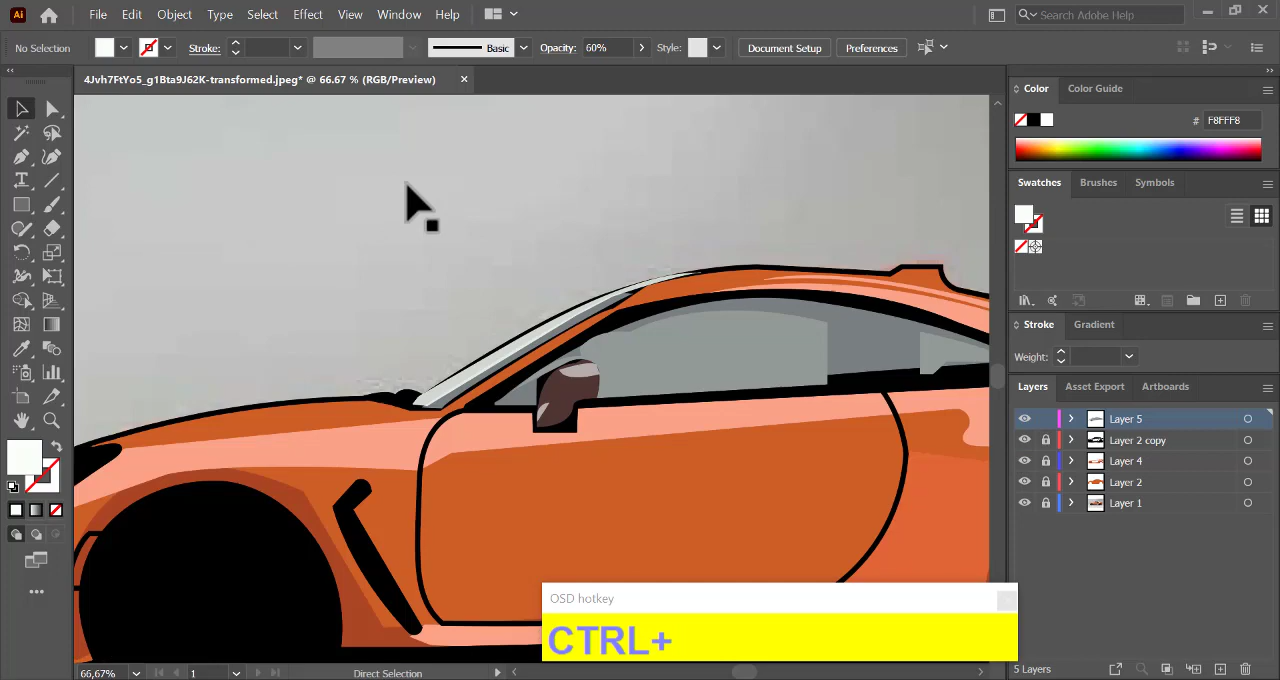 Ai File Edit Object Type Select Effect View Window Help Search Adobe Help
No Selection Stroke: Basic Opacity: 60% Style: Document Setup Preferences
4Jvh7FtYo5_g1Bta9J62K-transformed.jpeg* @ 66.67 % (RGB/Preview)
Color Color Guide
# F8FFF8
Swatches Brushes Symbols
Stroke Gradient
Weight:
Layers Asset Export Artboards
Layer 5
Layer 2 copy
Layer 4
Layer 2
Layer 1
OSD hotkey
CTRL+
66,67% 1 Direct Selection 5 Layers